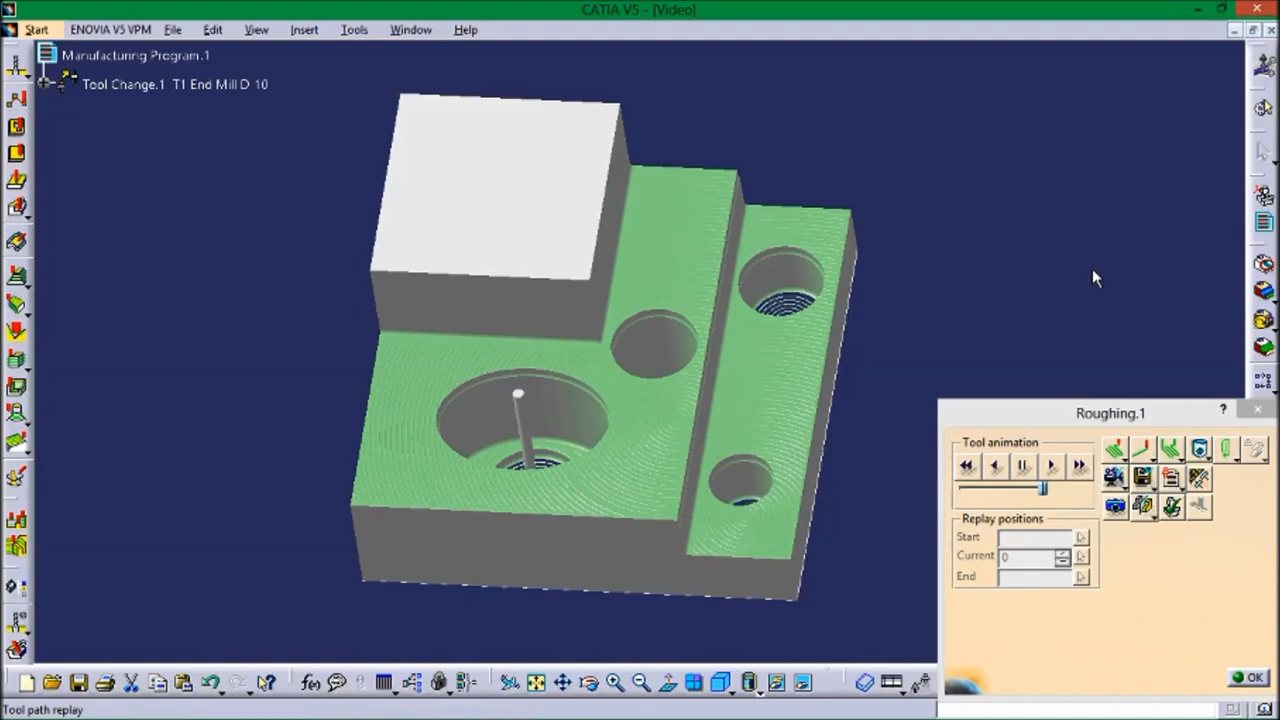 CATIA V5 - [Video]
Start ENOVIA V5 VPM File Edit View Insert Tools Window Help
Manufacturing Program.1
Tool Change.1 T1 End Mill D 10
Roughing.1
?
Tool animation
Replay positions
Start
Current 0
End
f(x)
OK
Tool path replay